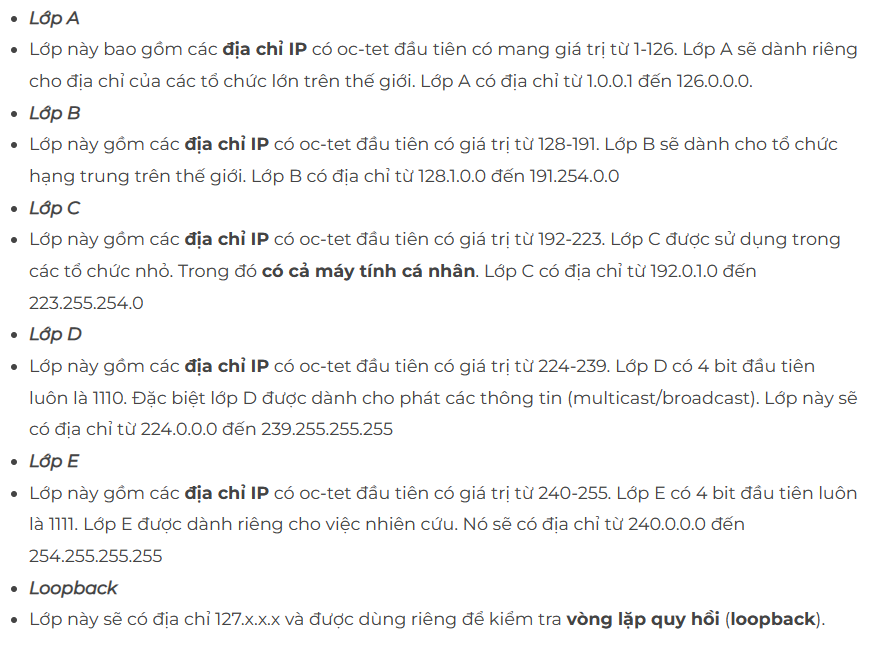 Lớp A
Lớp này bao gồm các địa chỉ IP có oc-tet đầu tiên có mang giá trị từ 1-126. Lớp A sẽ dành riêng
cho địa chỉ của các tổ chức lớn trên thế giới. Lớp A có địa chỉ từ 1.0.0.1 đến 126.0.0.0.
Lớp B
Lớp này gồm các địa chỉ IP có oc-tet đầu tiên có giá trị từ 128-191. Lớp B sẽ dành cho tổ chức
hạng trung trên thế giới. Lớp B có địa chỉ từ 128.1.0.0 đến 191.254.0.0
Lớp C
Lớp này gồm các địa chỉ IP có oc-tet đầu tiên có giá trị từ 192-223. Lớp C được sử dụng trong
các tổ chức nhỏ. Trong đó có cả máy tính cá nhân. Lớp C có địa chỉ từ 192.0.1.0 đến
223.255.254.0
Lớp D
Lớp này gồm các địa chỉ IP có oc-tet đầu tiên có giá trị từ 224-239. Lớp D có 4 bit đầu tiên
luôn là 1110. Đặc biệt lớp D được dành cho phát các thông tin (multicast/broadcast). Lớp này sẽ
có địa chỉ từ 224.0.0.0 đến 239.255.255.255
Lớp E
Lớp này gồm các địa chỉ IP có oc-tet đầu tiên có giá trị từ 240-255. Lớp E có 4 bit đầu tiên luôn
là 1111. Lớp E được dành riêng cho việc nhiên cứu. Nó sẽ có địa chỉ từ 240.0.0.0 đến
254.255.255.255
Loopback
Lớp này sẽ có địa chỉ 127.x.x.x và được dùng riêng để kiểm tra vòng lặp quy hồi (loopback).